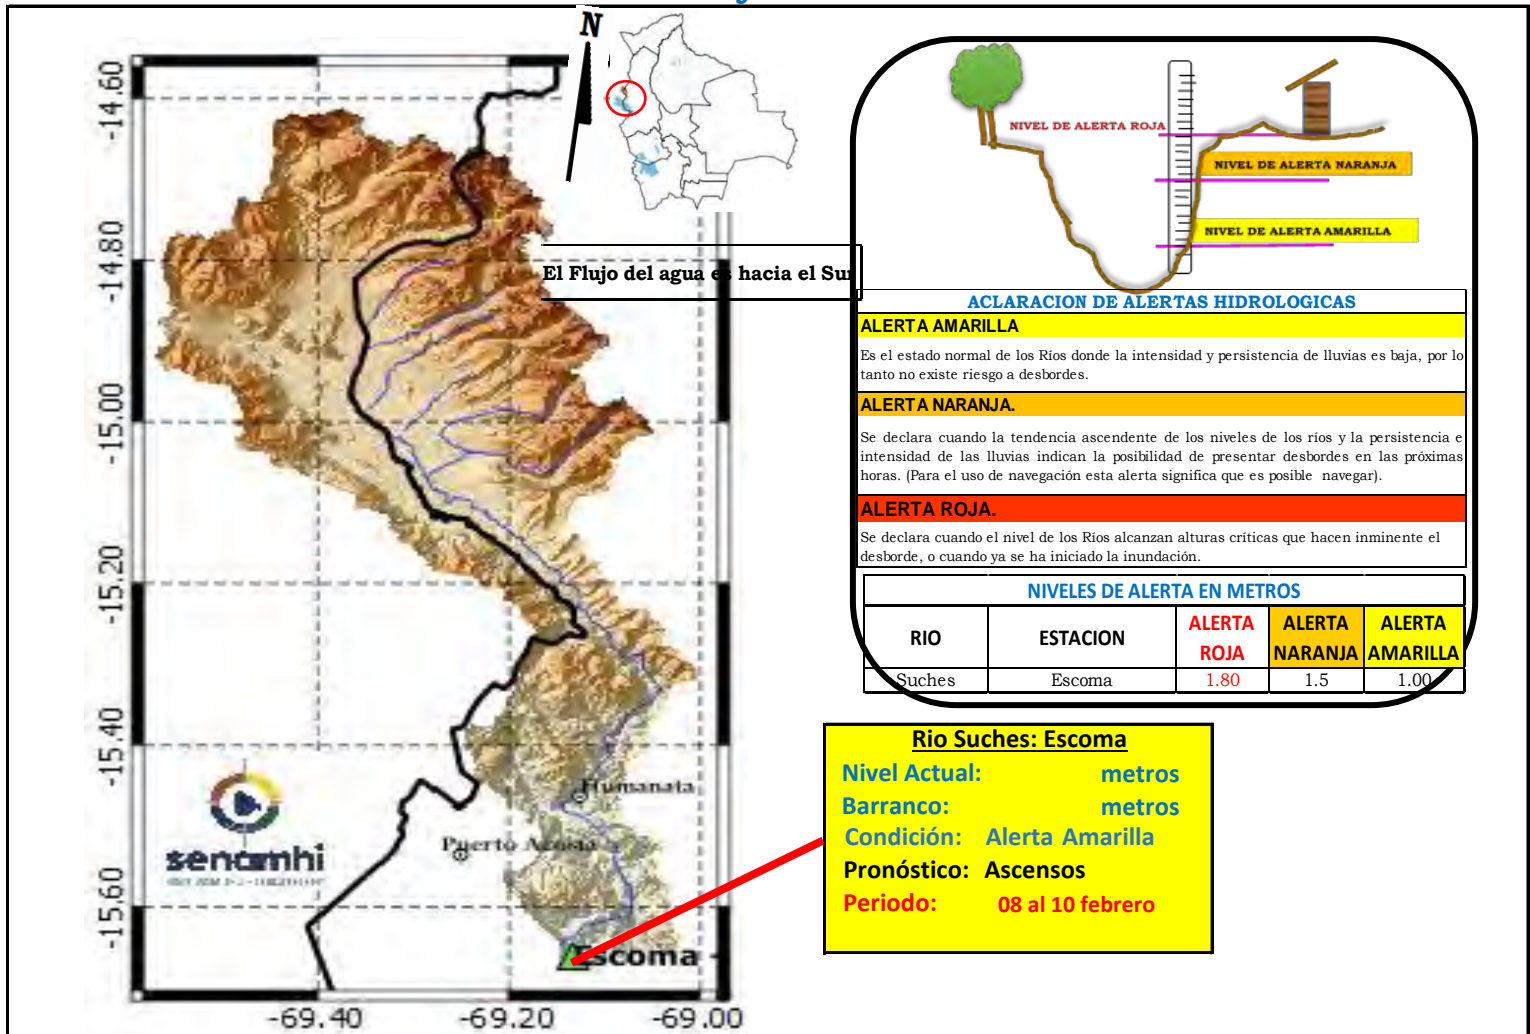 N
-14.60
-14.80
-15.00
-15.20
-15.40
-15.60
-69.40
-69.20
-69.00
El Flujo del agua es hacia el Sur
Humanata
Puerto Acosta
Escoma
senamhi
NIVEL DE ALERTA ROJA
NIVEL DE ALERTA NARANJA
NIVEL DE ALERTA AMARILLA
ACLARACION DE ALERTAS HIDROLOGICAS
ALERTA AMARILLA
Es el estado normal de los Ríos donde la intensidad y persistencia de lluvias es baja, por lo
tanto no existe riesgo a desbordes.
ALERTA NARANJA.
Se declara cuando la tendencia ascendente de los niveles de los ríos y la persistencia e
intensidad de las lluvias indican la posibilidad de presentar desbordes en las próximas
horas. (Para el uso de navegación esta alerta significa que es posible navegar).
ALERTA ROJA.
Se declara cuando el nivel de los Ríos alcanzan alturas críticas que hacen inminente el
desborde, o cuando ya se ha iniciado la inundación.
NIVELES DE ALERTA EN METROS
RIO ESTACION ALERTA ROJA ALERTA NARANJA ALERTA AMARILLA
Suches Escoma 1.80 1.5 1.00
Rio Suches: Escoma
Nivel Actual: metros
Barranco: metros
Condición: Alerta Amarilla
Pronóstico: Ascensos
Periodo: 08 al 10 febrero